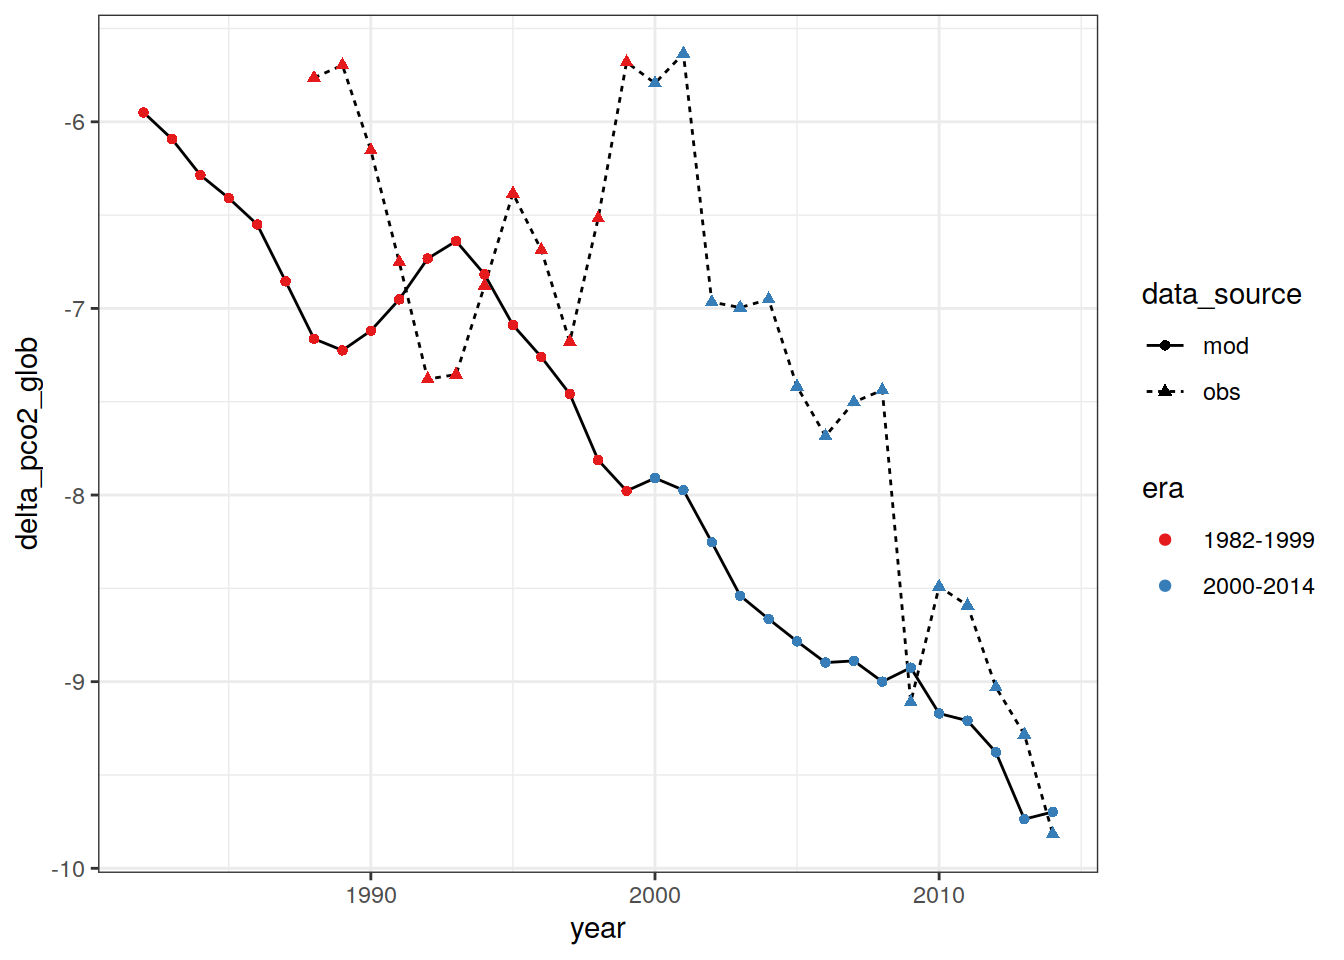 delta_pco2_glob
-6
-7
-8
-9
-10
1990
2000
2010
year
data_source
mod
obs
era
1982-1999
2000-2014